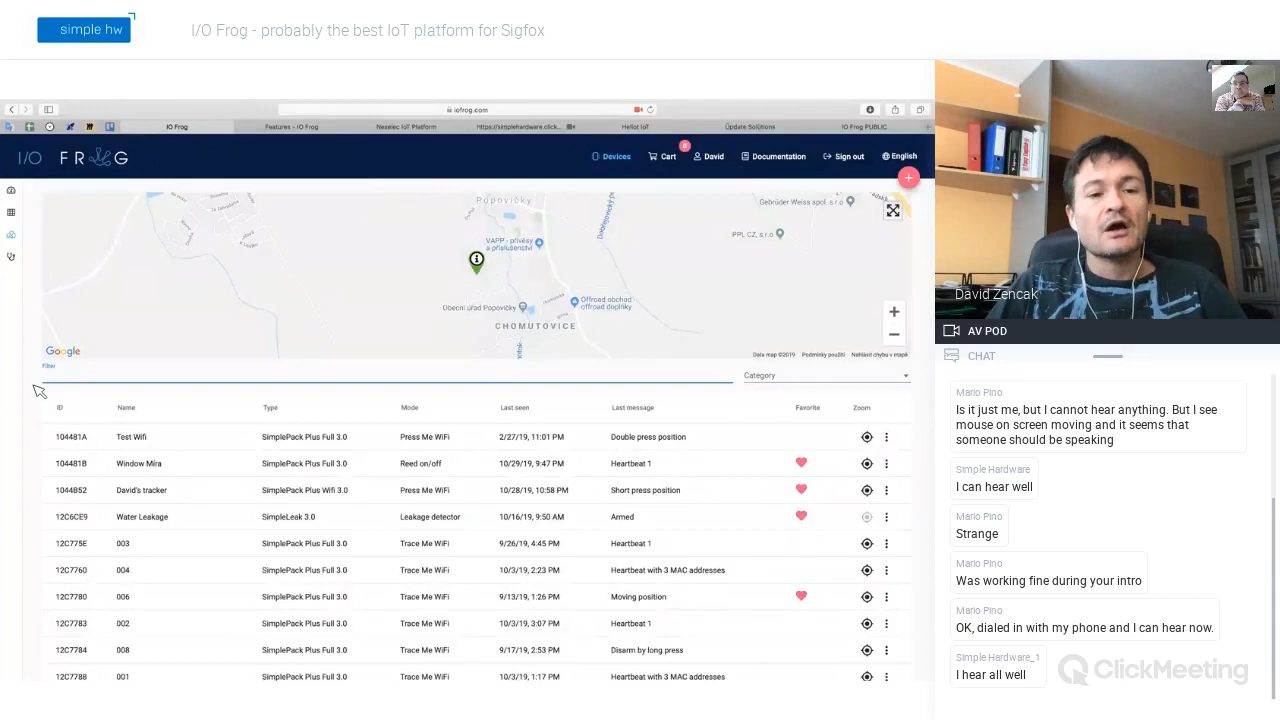 simple hw
I/O Frog - probably the best IoT platform for Sigfox
iofrog.com
IO Frog
Features - IO Frog
https://simplehardware.click...
Hello! IoT
Update Solutions
IO Frog PUBLIC
I/O FROG
Devices
Cart
David
Documentation
Sign out
English
Popovičky
Gebrüder Weiss spol. s r.o
PPL CZ, s.r.o
VAPP - přívěsy
a příslušenství
Obecní úřad Popovičky
Offroad obchod
offroad doplňky
CHOMUTOVICE
Google
Data map ©2019
Podmínky použití
Nahlásit chybu v mapě
Filter
Category
ID Name Type Mode Last seen Last message Favorite Zoom
104481A Test Wifi SimplePack Plus Full 3.0 Press Me WiFi 2/27/19, 11:01 PM Double press position
104481B Window Míra SimplePack Plus Full 3.0 Reed on/off 10/29/19, 9:47 PM Heartbeat 1
1044B52 David's tracker SimplePack Plus Wifi 3.0 Press Me WiFi 10/28/19, 10:58 PM Short press position
12C6CE9 Water Leakage SimpleLeak 3.0 Leakage detector 10/16/19, 9:50 AM Armed
12C775E 003 SimplePack Plus Full 3.0 Trace Me WiFi 9/26/19, 4:45 PM Heartbeat 1
12C7760 004 SimplePack Plus Full 3.0 Trace Me WiFi 10/3/19, 2:23 PM Heartbeat with 3 MAC addresses
12C7780 006 SimplePack Plus Full 3.0 Trace Me WiFi 9/13/19, 1:26 PM Moving position
12C7783 002 SimplePack Plus Full 3.0 Trace Me WiFi 10/3/19, 3:07 PM Heartbeat 1
12C7784 008 SimplePack Plus Full 3.0 Trace Me WiFi 9/17/19, 2:53 PM Disarm by long press
12C7788 001 SimplePack Plus Full 3.0 Trace Me WiFi 10/3/19, 1:17 PM Heartbeat with 3 MAC addresses
David Zencak
AV POD
CHAT
Mario Pino
Is it just me, but I cannot hear anything. But I see
mouse on screen moving and it seems that
someone should be speaking
Simple Hardware
I can hear well
Mario Pino
Strange
Mario Pino
Was working fine during your intro
Mario Pino
OK, dialed in with my phone and I can hear now.
Simple Hardware_1
I hear all well
ClickMeeting